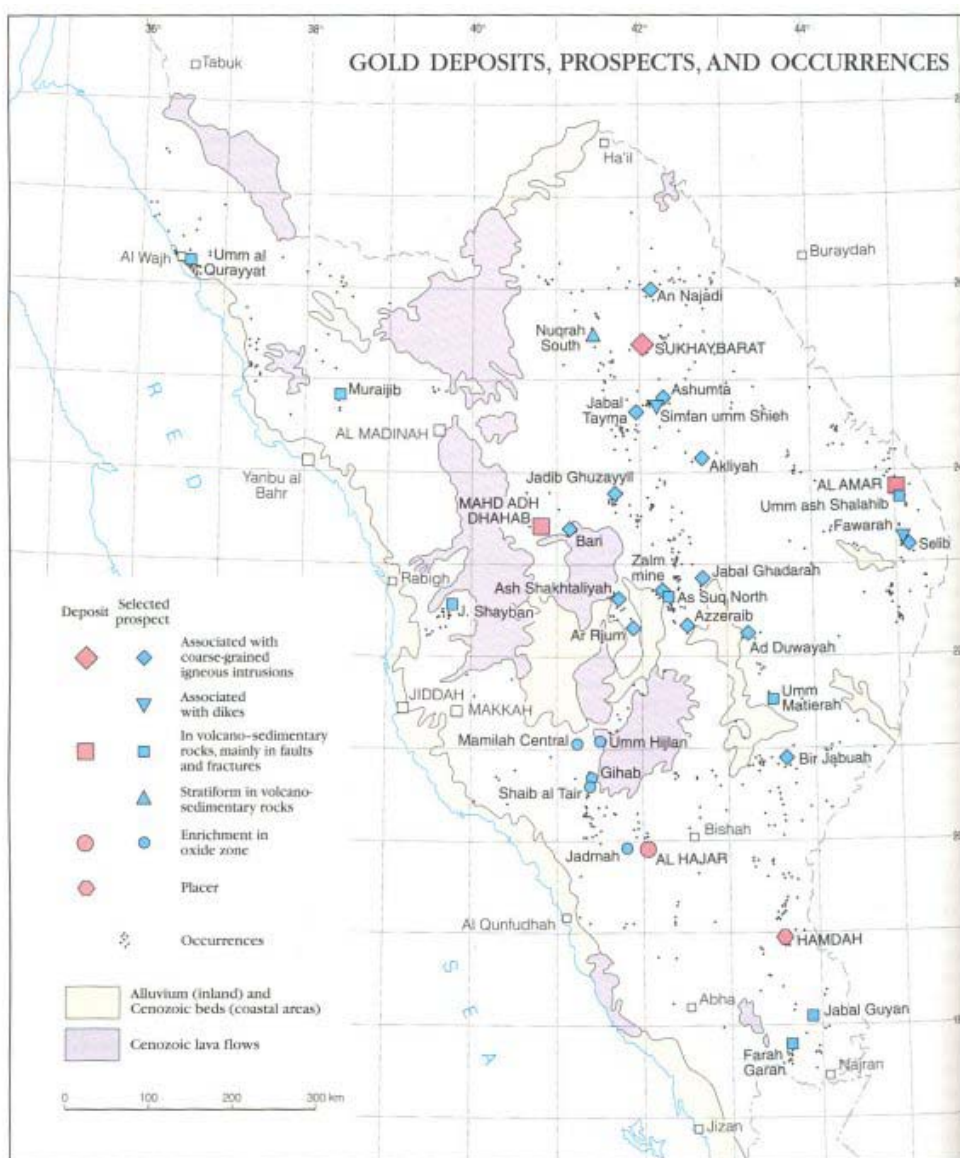 36°
38°
40°
42°
44°
GOLD DEPOSITS, PROSPECTS, AND OCCURRENCES
Tabuk
Ha'il
Al Wajh
Umm al
Qurayyat
Buraydah
An Najadi
Nuqrah
South
SUKHAYBARAT
Ashumta
Muraijib
Jabal
Tayma
Simfan umm Shieh
AL MADINAH
Akliyah
Yanbu al
Bahr
Jadib Ghuzayyil
AL AMAR
Umm ash Shalahib
MAHD ADH
DHAHAB
Bari
Fawarah
Selib
Zalm
mine
Jabal Ghadarah
Rabigh
Ash Shakhtaliyah
As Suq North
J. Shayban
Azzeraib
Ar Rjum
Ad Duwayah
Umm
Matierah
JIDDAH
MAKKAH
Mamilah Central
Umm Hijlan
Bir Jabuah
Gihab
Shaib al Tair
Bishah
Jadmah
AL HAJAR
Al Qunfudhah
HAMDAH
Abha
Jabal Guyan
Farah
Garan
Najran
Jizan
R E D
S E A
Deposit
Selected
prospect
Associated with
coarse-grained
igneous intrusions
Associated
with dikes
In volcano-sedimentary
rocks, mainly in faults
and fractures
Stratiform in volcano-
sedimentary rocks
Enrichment in
oxide zone
Placer
Occurrences
Alluvium (inland) and
Cenozoic beds (coastal areas)
Cenozoic lava flows
0 100 200 300 km